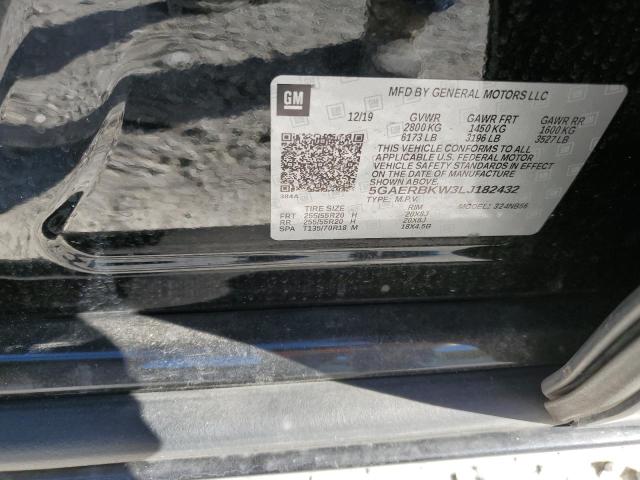 GM
MFD BY GENERAL MOTORS LLC
12/19 GVWR GAWR FRT GAWR RR
2800 KG 1450 KG 1600 KG
6173 LB 3196 LB 3527 LB
THIS VEHICLE CONFORMS TO ALL
APPLICABLE U.S. FEDERAL MOTOR
VEHICLE SAFETY STANDARDS IN EFFECT
ON THE DATE OF MANUFACTURE
SHOWN ABOVE.
5GAERBKW3LJ182432
TYPE: M.P.V. MODEL: 324NB56
384A
TIRE SIZE RIM
FRT 255/55R20 H 20X8J
RR 255/55R20 H 20X8J
SPA T135/70R18 M 18X4.5B